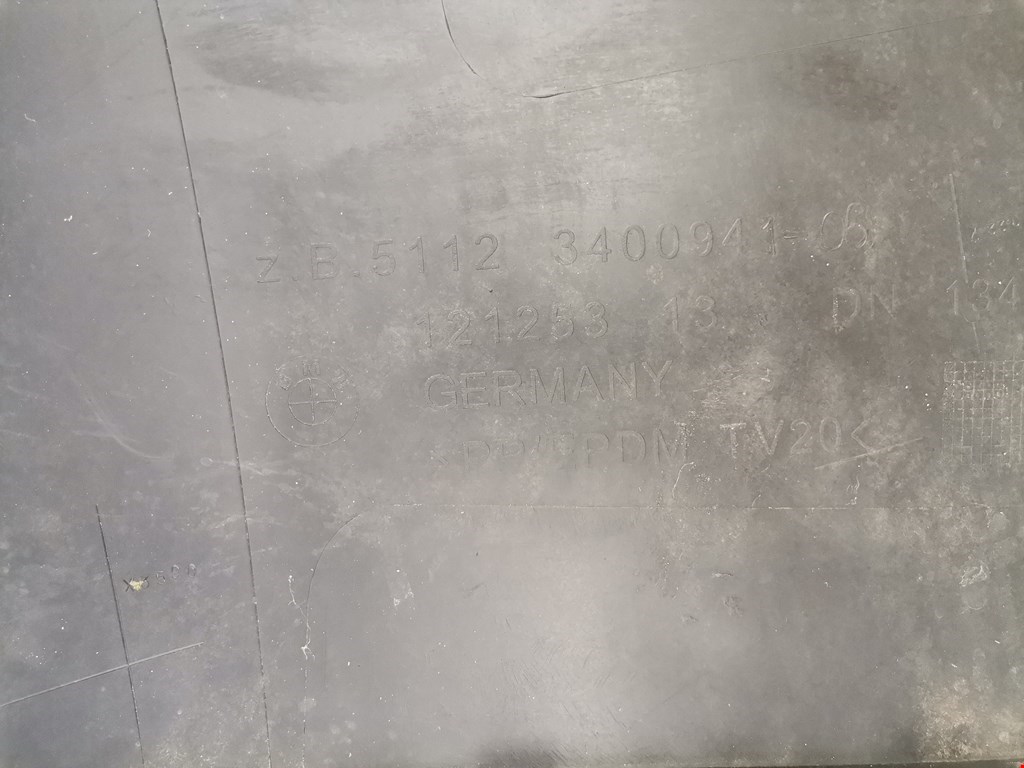 Z.B. 5112 3400941-
121253 13 DN 134
GERMANY
TV20<